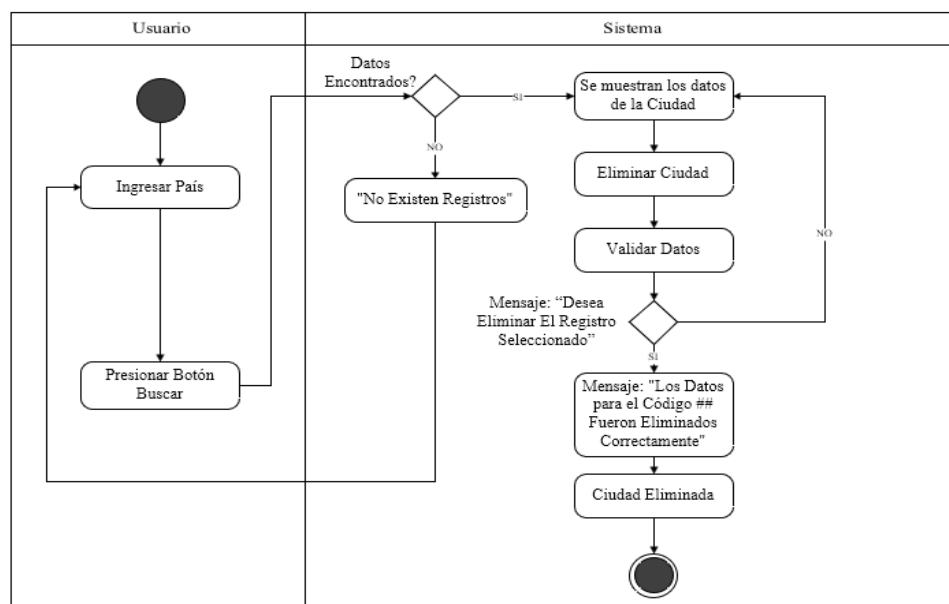 Usuario
Sistema
Datos
Encontrados?
SI
Se muestran los datos
de la Ciudad
NO
Ingresar País
"No Existen Registros"
Eliminar Ciudad
Validar Datos
NO
Mensaje: “Desea
Eliminar El Registro
Seleccionado”
SI
Presionar Botón
Buscar
Mensaje: "Los Datos
para el Código ##
Fueron Eliminados
Correctamente"
Ciudad Eliminada